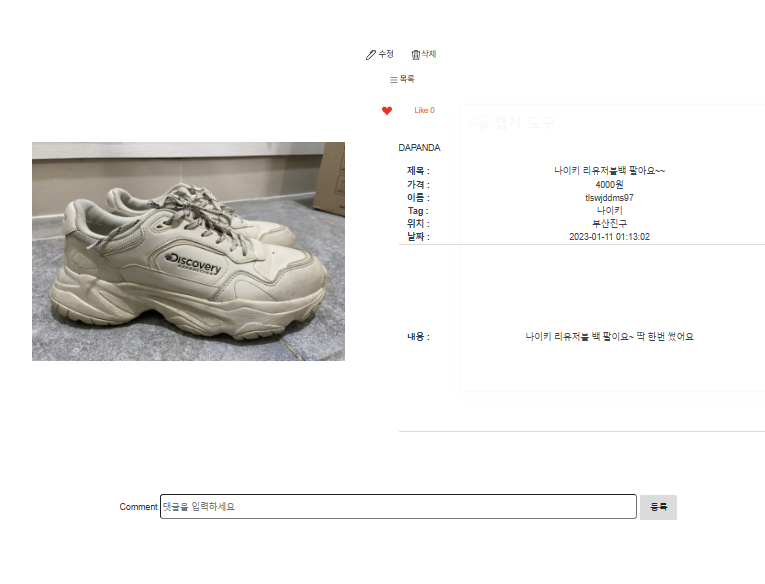 수정 삭제
목록
Like 0
캡처 도구
DAPANDA
제목 : 나이키 리유저블백 팔아요~~
가격 : 4000원
이름 : tlswjddms97
Tag : 나이키
위치 : 부산진구
날짜 : 2023-01-11 01:13:02
Discovery
EXPEDITION
내용 : 나이키 리유저블 백 팔이요~ 딱 한번 썼어요
Comment 댓글을 입력하세요 등록